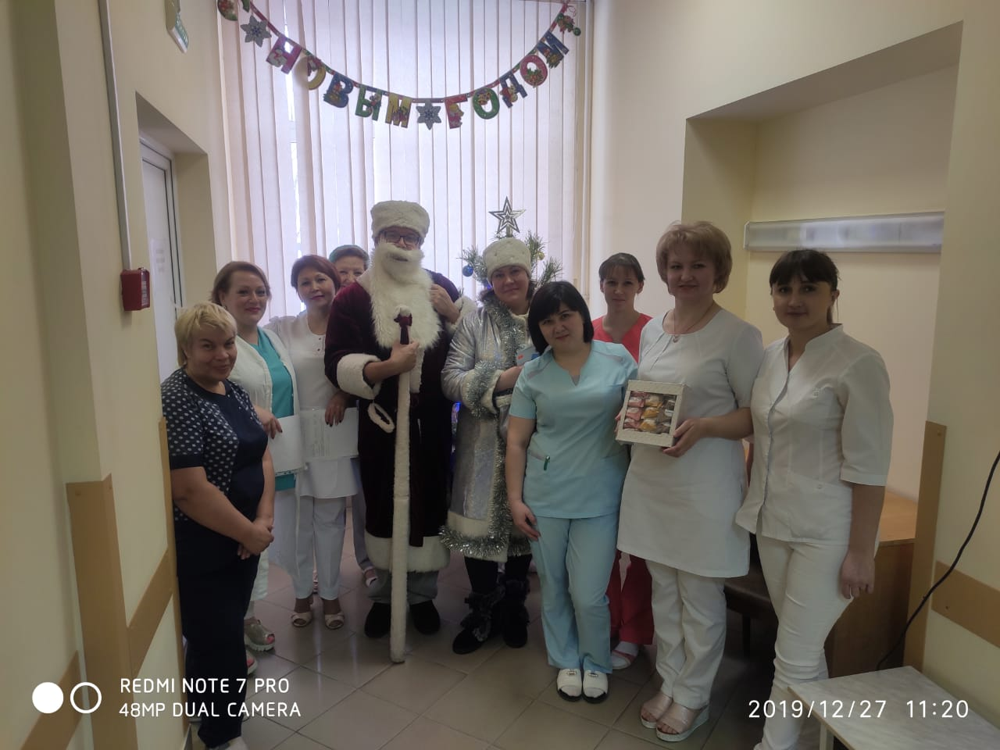 НОВЫМ ГОДОМ
REDMI NOTE 7 PRO
48MP DUAL CAMERA
2019/12/27 11:20